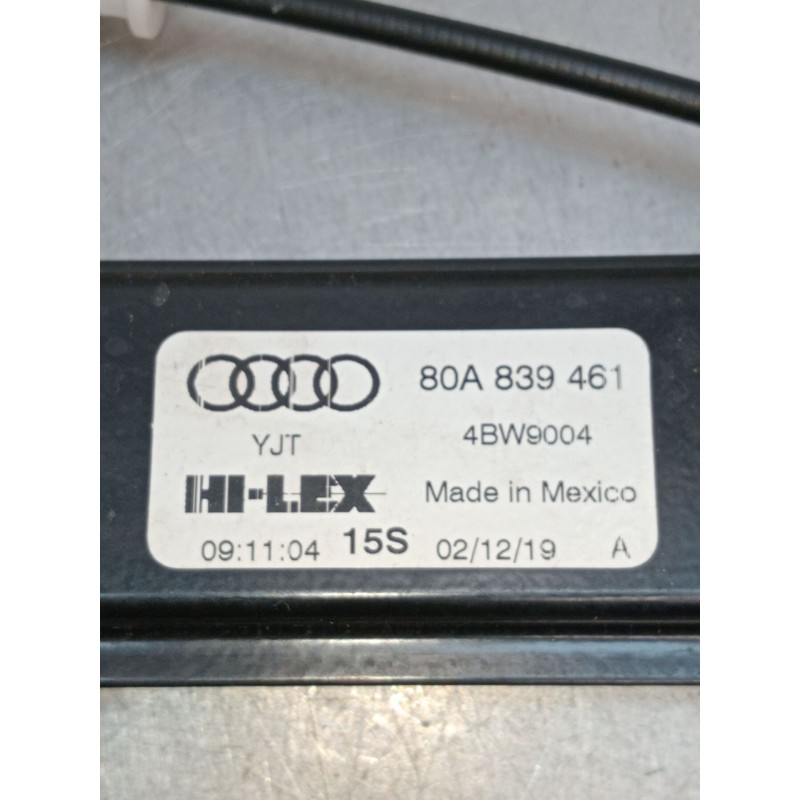 80A 839 461
YJT 4BW9004
HI-LEX Made in Mexico
09:11:04 15S 02/12/19 A